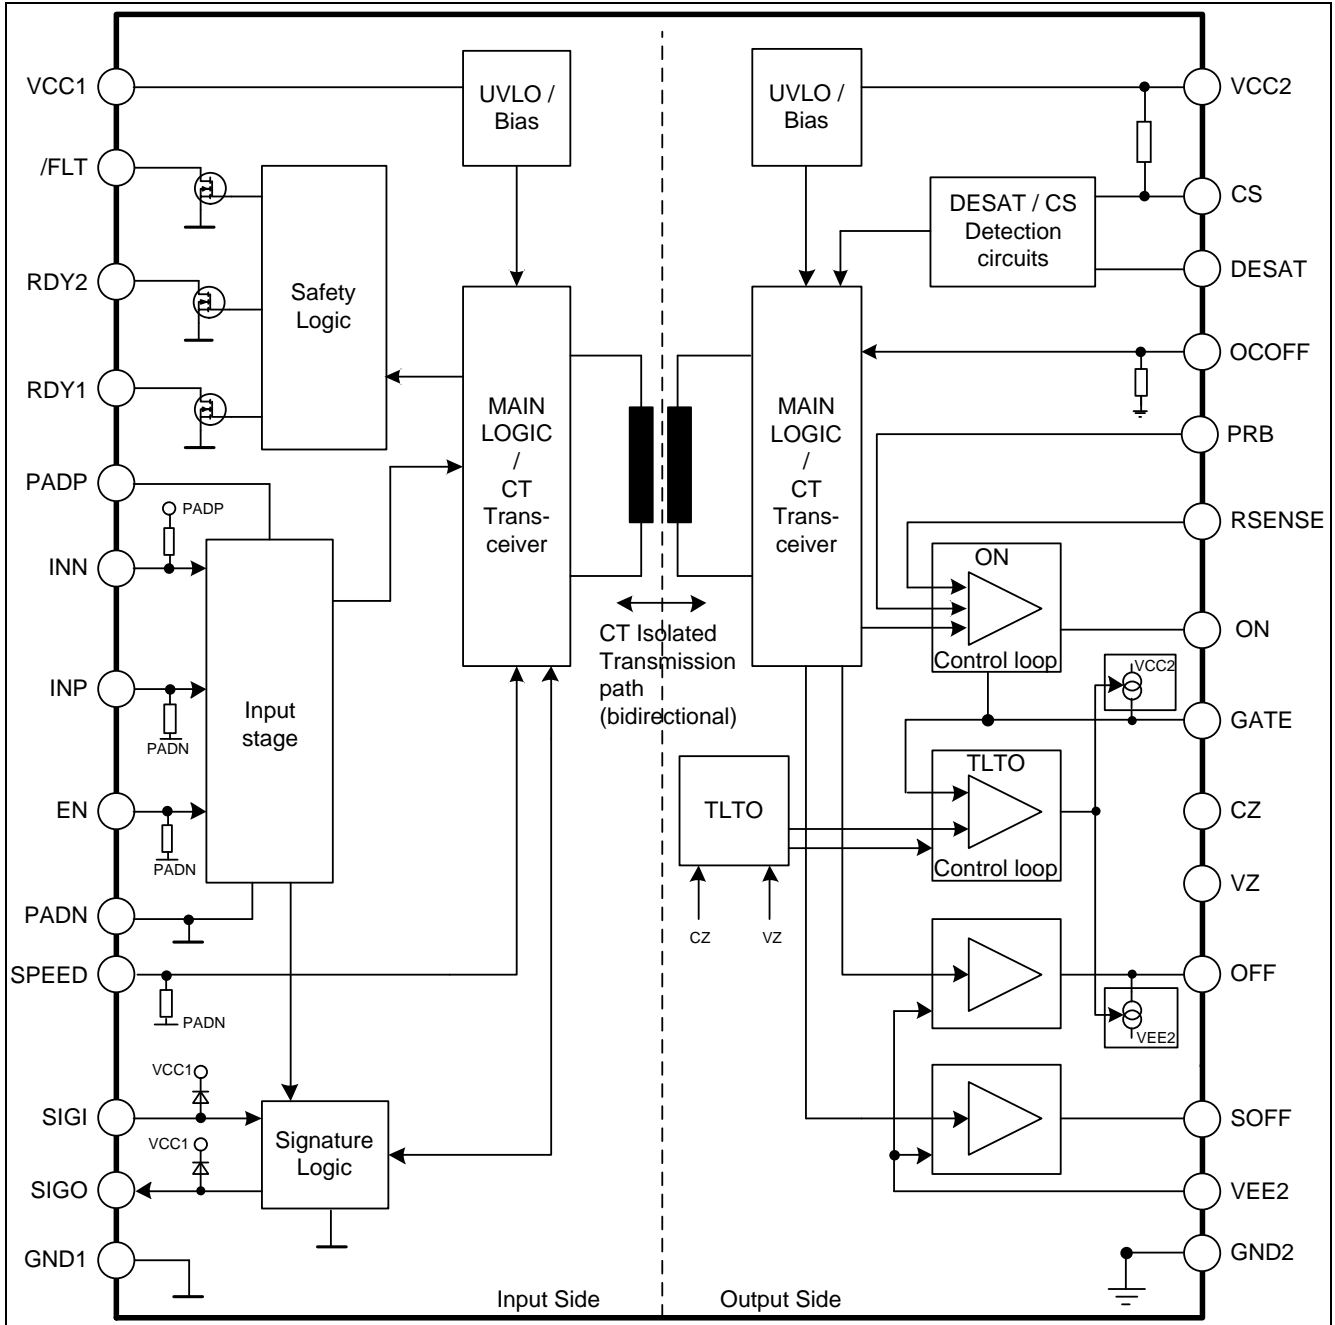 VCC1
/FLT
RDY2
RDY1
PADP
INN
INP
EN
PADN
SPEED
SIGI
SIGO
GND1
UVLO /
Bias
Safety
Logic
PADP
PADN
PADN
PADN
Input
stage
VCC1
VCC1
Signature
Logic
MAIN
LOGIC
/
CT
Trans-
ceiver
CT Isolated
Transmission
path
(bidirectional)
Input Side
Output Side
UVLO /
Bias
MAIN
LOGIC
/
CT
Trans-
ceiver
DESAT / CS
Detection
circuits
ON
Control loop
VCC2
TLTO
CZ
VZ
TLTO
Control loop
VEE2
VCC2
CS
DESAT
OCOFF
PRB
RSENSE
ON
GATE
CZ
VZ
OFF
SOFF
VEE2
GND2